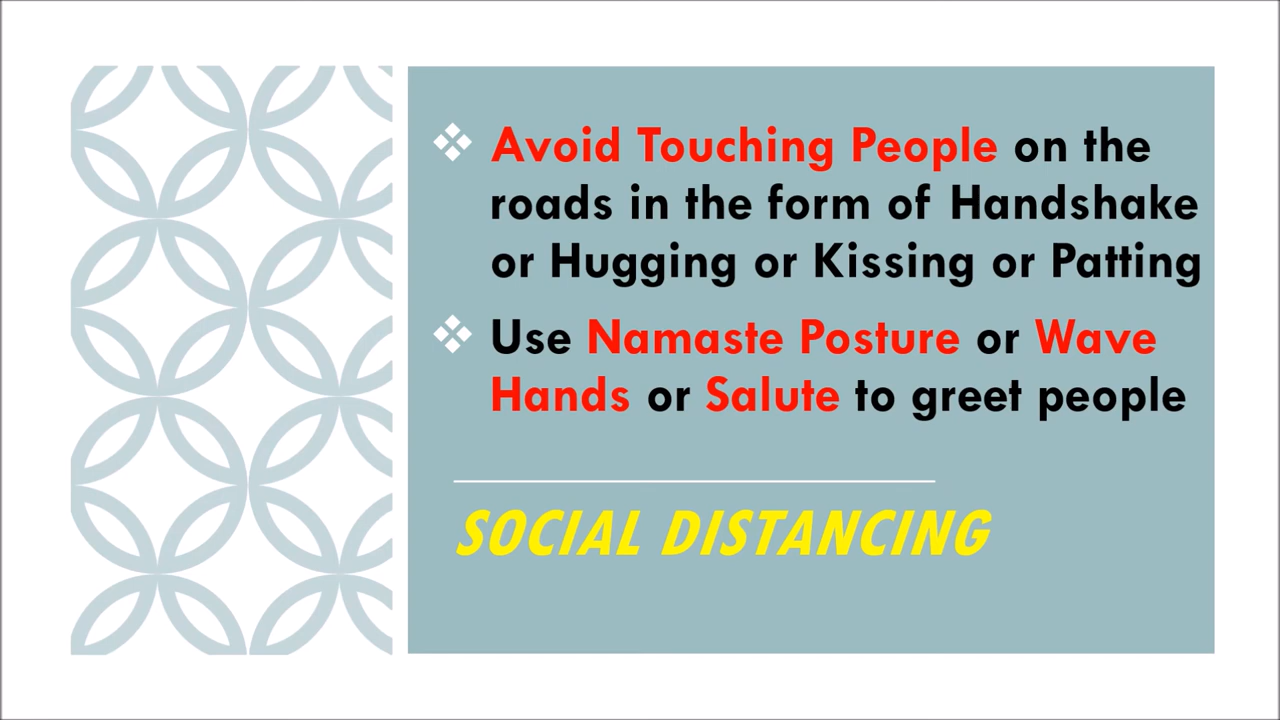 Avoid Touching People on the
roads in the form of Handshake
or Hugging or Kissing or Patting
Use Namaste Posture or Wave
Hands or Salute to greet people
SOCIAL DISTANCING